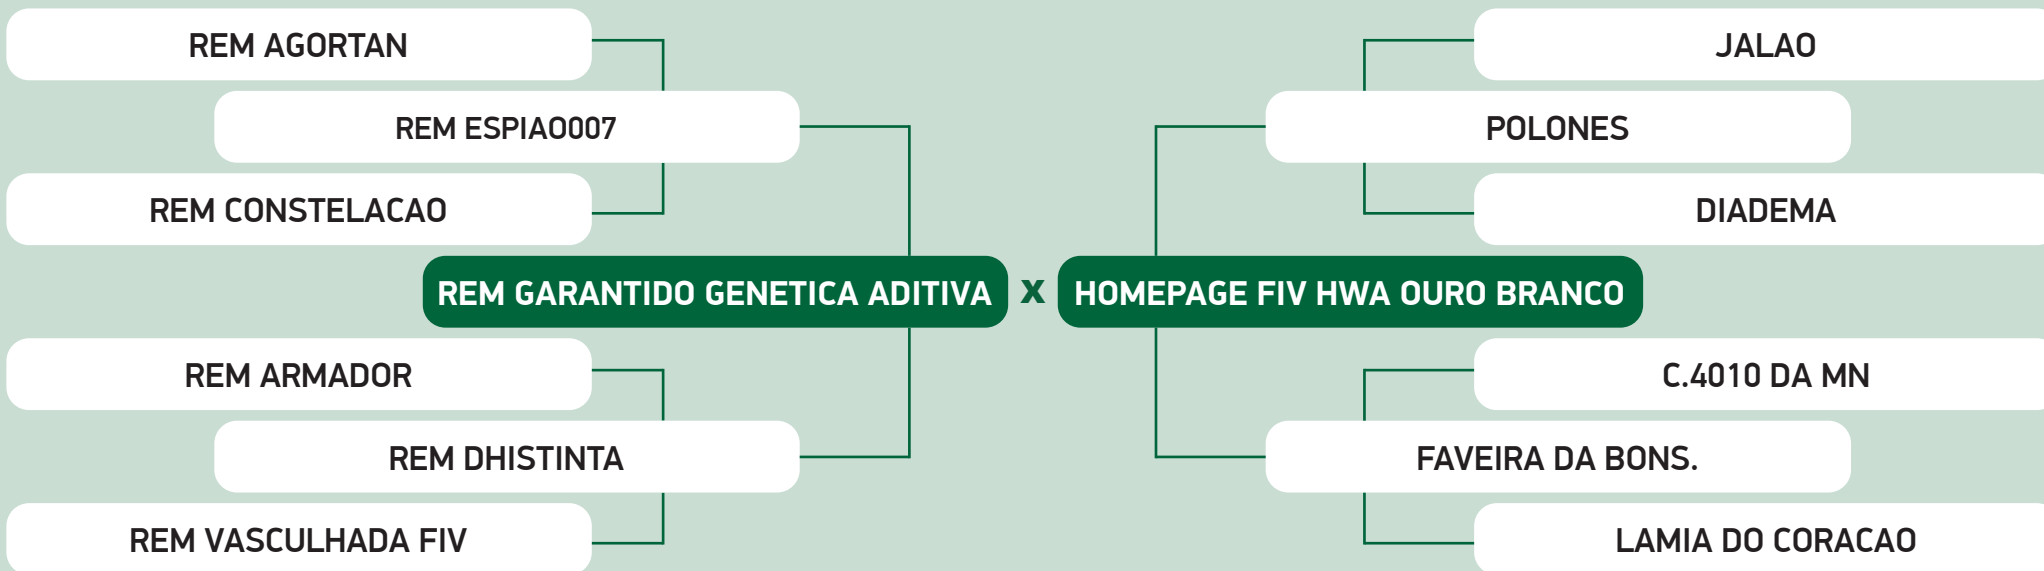 REM AGORTAN
JALAO
REM ESPIAO007
POLONES
REM CONSTELACAO
DIADEMA
REM GARANTIDO GENETICA ADITIVA x HOMEPAGE FIV HWA OURO BRANCO
REM ARMADOR
C.4010 DA MN
REM DHISTINTA
FAVEIRA DA BONS.
REM VASCULHADA FIV
LAMIA DO CORACAO